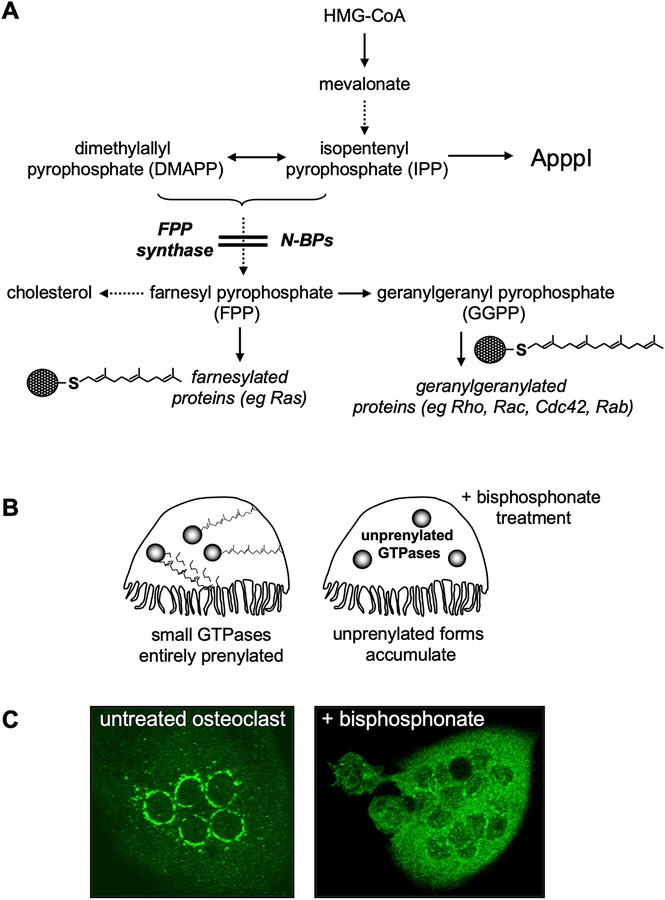 A
HMG-CoA
mevalonate
dimethylallyl
pyrophosphate (DMAPP)
isopentenyl
pyrophosphate (IPP)
ApppI
FPP
synthase
N-BPs
cholesterol
farnesyl pyrophosphate
(FPP)
geranylgeranyl pyrophosphate
(GGPP)
S
farnesylated
proteins (eg Ras)
S
geranylgeranylated
proteins (eg Rho, Rac, Cdc42, Rab)
B
+ bisphosphonate
treatment
unprenylated
GTPases
small GTPases
entirely prenylated
unprenylated forms
accumulate
C
untreated osteoclast
+ bisphosphonate